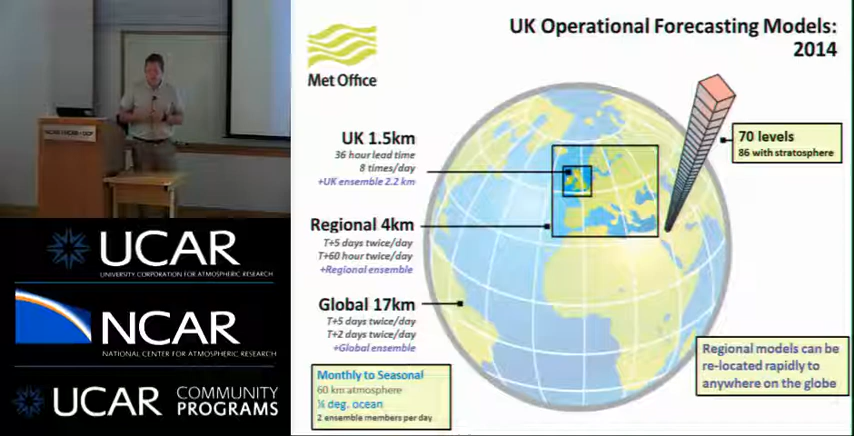 UK Operational Forecasting Models:
2014
Met Office
UK 1.5km
36 hour lead time
8 times/day
+UK ensemble 2.2 km
70 levels
86 with stratosphere
Regional 4km
T+5 days twice/day
T+60 hour twice/day
+Regional ensemble
Global 17km
T+5 days twice/day
T+2 days twice/day
+Global ensemble
Regional models can be
re-located rapidly to
anywhere on the globe
Monthly to Seasonal
60 km atmosphere
¼ deg. ocean
2 ensemble members per day
UCAR
UNIVERSITY CORPORATION FOR ATMOSPHERIC RESEARCH
NCAR
NATIONAL CENTER FOR ATMOSPHERIC RESEARCH
UCAR COMMUNITY
PROGRAMS